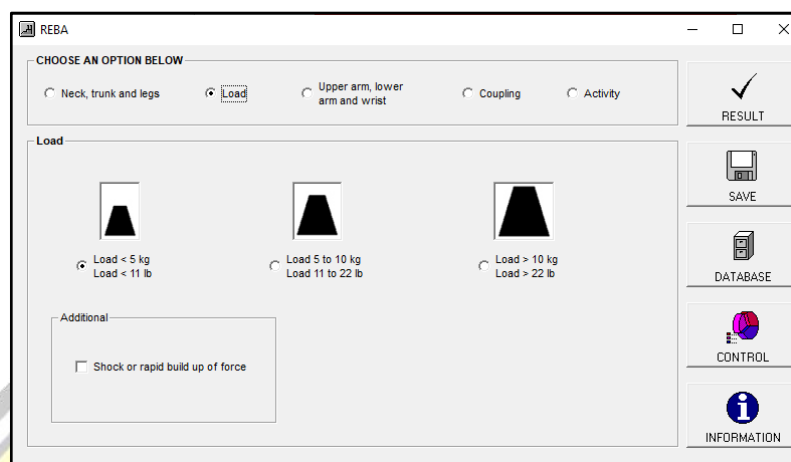 REBA
CHOOSE AN OPTION BELOW
Neck, trunk and legs
Load
Upper arm, lower
arm and wrist
Coupling
Activity
Load
Load < 5 kg
Load < 11 lb
Load 5 to 10 kg
Load 11 to 22 lb
Load > 10 kg
Load > 22 lb
Additional
Shock or rapid build up of force
RESULT
SAVE
DATABASE
CONTROL
INFORMATION